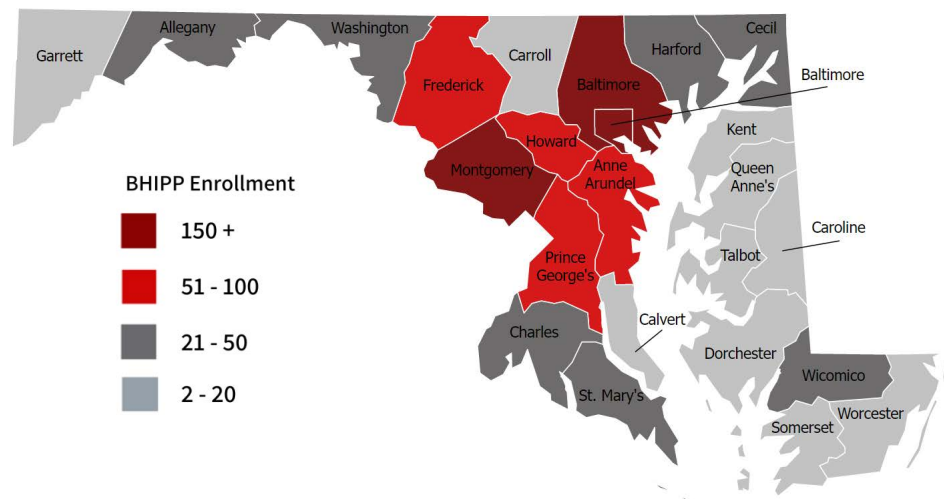 Garrett
Allegany
Washington
Frederick
Carroll
Baltimore
Harford
Cecil
Baltimore
Howard
Montgomery
Anne
Arundel
Kent
Queen
Anne's
Caroline
Talbot
Prince
George's
Charles
Calvert
St. Mary's
Dorchester
Wicomico
Somerset
Worcester
BHIPP Enrollment
150 +
51 - 100
21 - 50
2 - 20